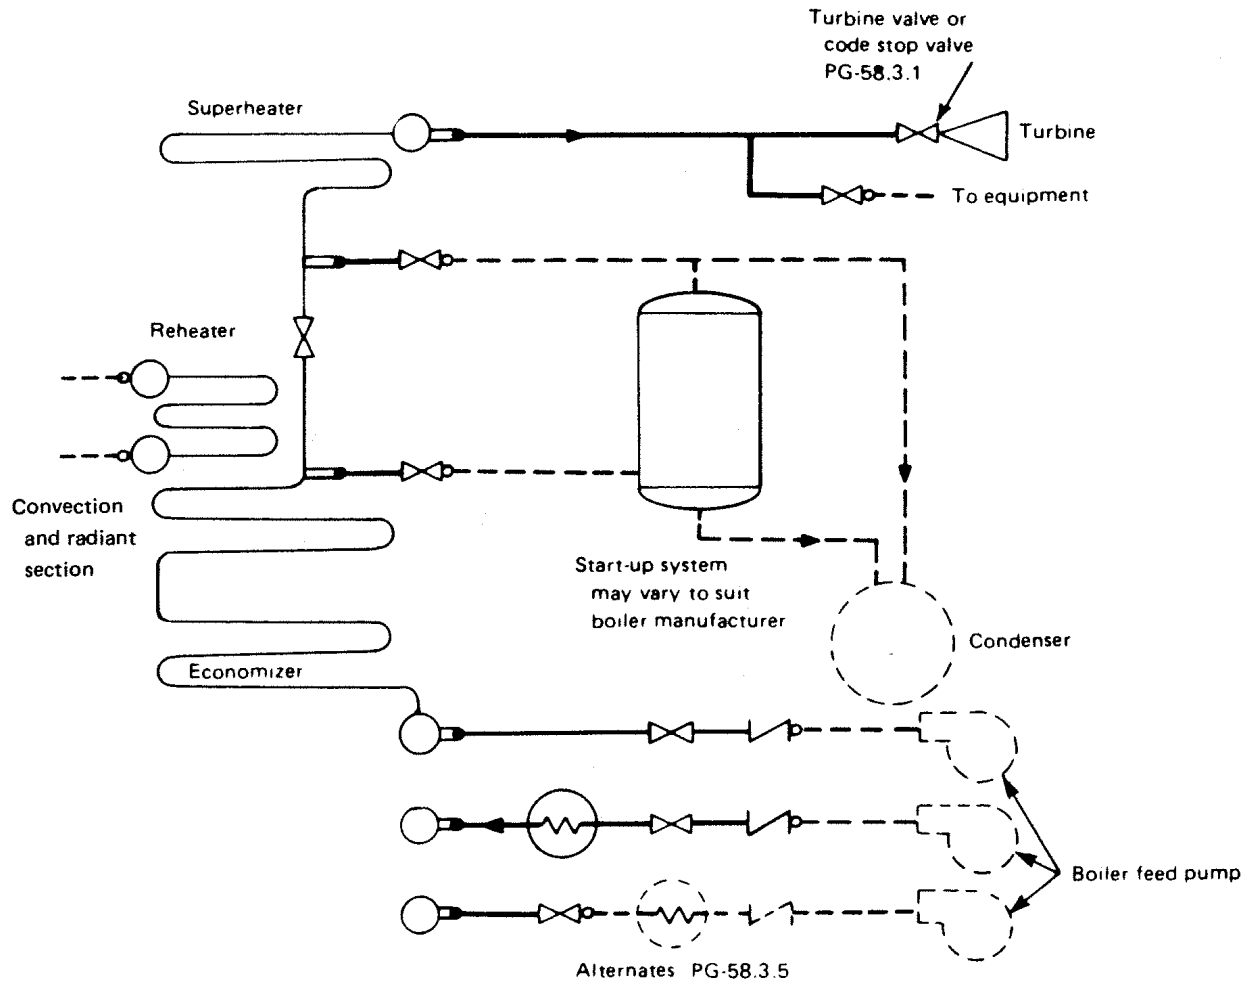 Turbine valve or
code stop valve
PG-58.3.1
Superheater
Turbine
To equipment
Reheater
Convection
and radiant
section
Start-up system
may vary to suit
boiler manufacturer
Condenser
Economizer
Boiler feed pump
Alternates PG-58.3.5